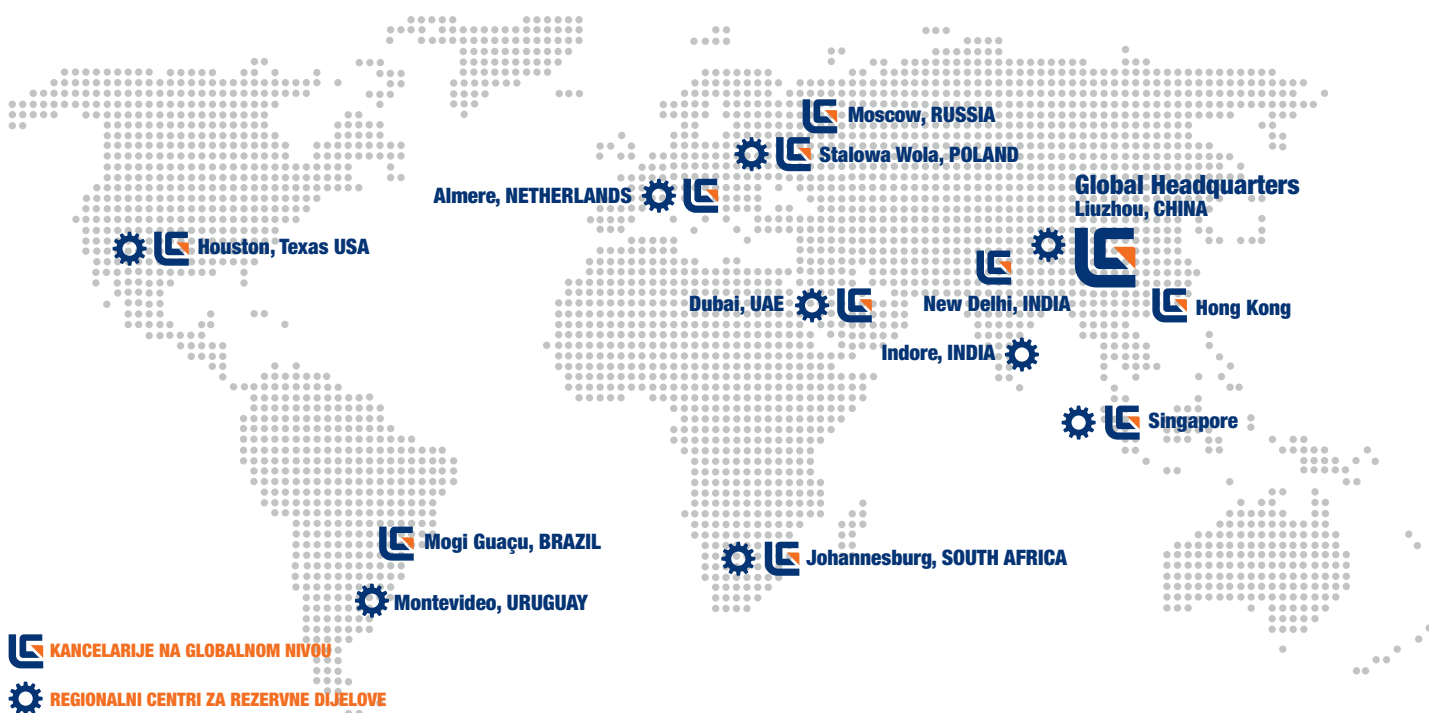 Moscow, RUSSIA
Stalowa Wola, POLAND
Almere, NETHERLANDS
Global Headquarters
Liuzhou, CHINA
Houston, Texas USA
Dubai, UAE
New Delhi, INDIA
Hong Kong
Indore, INDIA
Singapore
Mogi Guaçu, BRAZIL
Johannesburg, SOUTH AFRICA
Montevideo, URUGUAY
KANCELARIJE NA GLOBALNOM NIVOU
REGIONALNI CENTRI ZA REZERVNE DIJELOVE